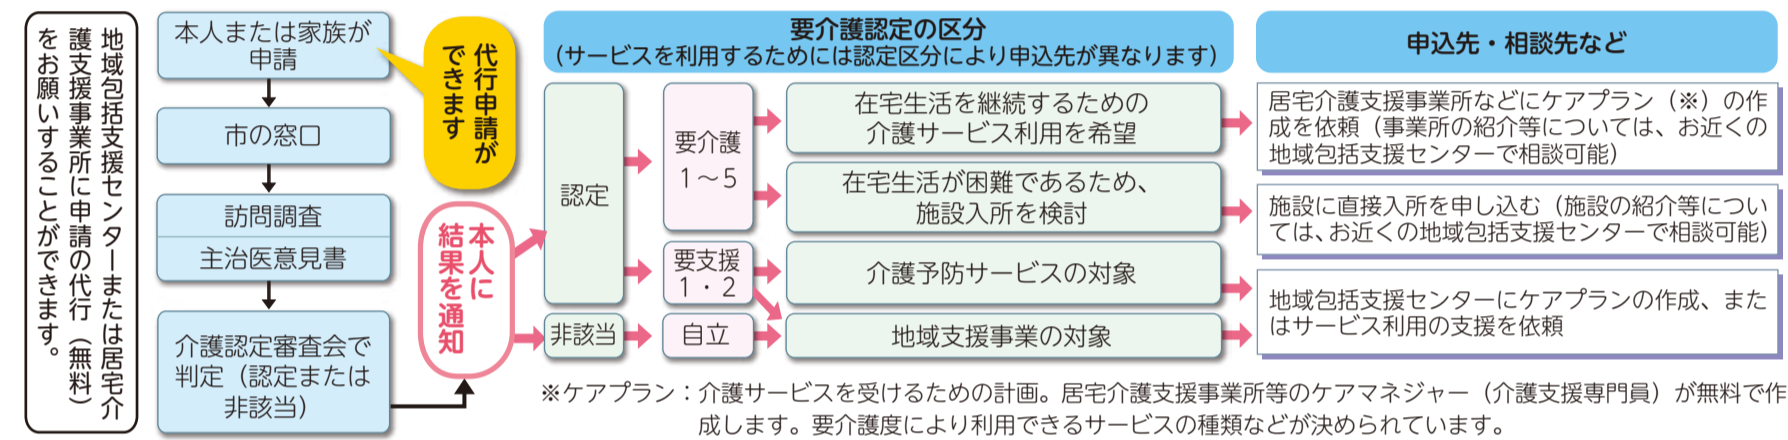 地域包括支援センターまたは居宅介
護支援事業所に申請の代行（無料）
をお願いすることができます。
本人または家族が
申請
代行申請が
できます
市の窓口
訪問調査
主治医意見書
介護認定審査会で
判定（認定または
非該当）
本人に
結果を通知
要介護認定の区分
（サービスを利用するためには認定区分により申込先が異なります）
申込先・相談先など
認定
要介護
1～5
在宅生活を継続するための
介護サービス利用を希望
居宅介護支援事業所などにケアプラン（※）の作
成を依頼（事業所の紹介等については、お近くの
地域包括支援センターで相談可能）
在宅生活が困難であるため、
施設入所を検討
施設に直接入所を申し込む（施設の紹介等につい
ては、お近くの地域包括支援センターで相談可能）
要支援
1・2
介護予防サービスの対象
地域包括支援センターにケアプランの作成、また
はサービス利用の支援を依頼
非該当
自立
地域支援事業の対象
※ケアプラン：介護サービスを受けるための計画。居宅介護支援事業所等のケアマネジャー（介護支援専門員）が無料で作
成します。要介護度により利用できるサービスの種類などが決められています。